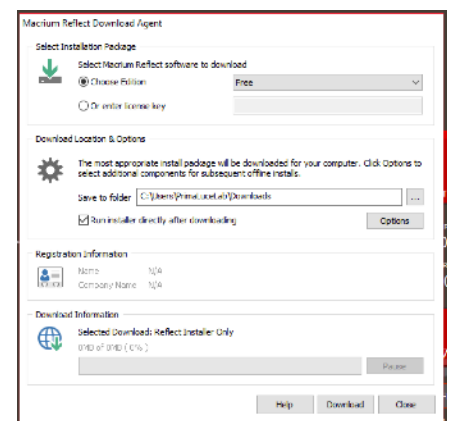 Macrium Reflect Download Agent
Select Installation Package
Select Macrium Reflect software to download
Choose Edition
Free
Or enter license key
Download Location & Options
The most appropriate install package will be downloaded for your computer. Click Options to
select additional components for subsequent offline installs.
Save to folder C:\Users\PrimaLuceLab\Downloads ...
Run installer directly after downloading
Options
Registration Information
Name N/A
Company Name N/A
Download Information
Selected Download: Reflect Installer Only
0MB of 0MB ( 0% )
Pause
Help Download Close